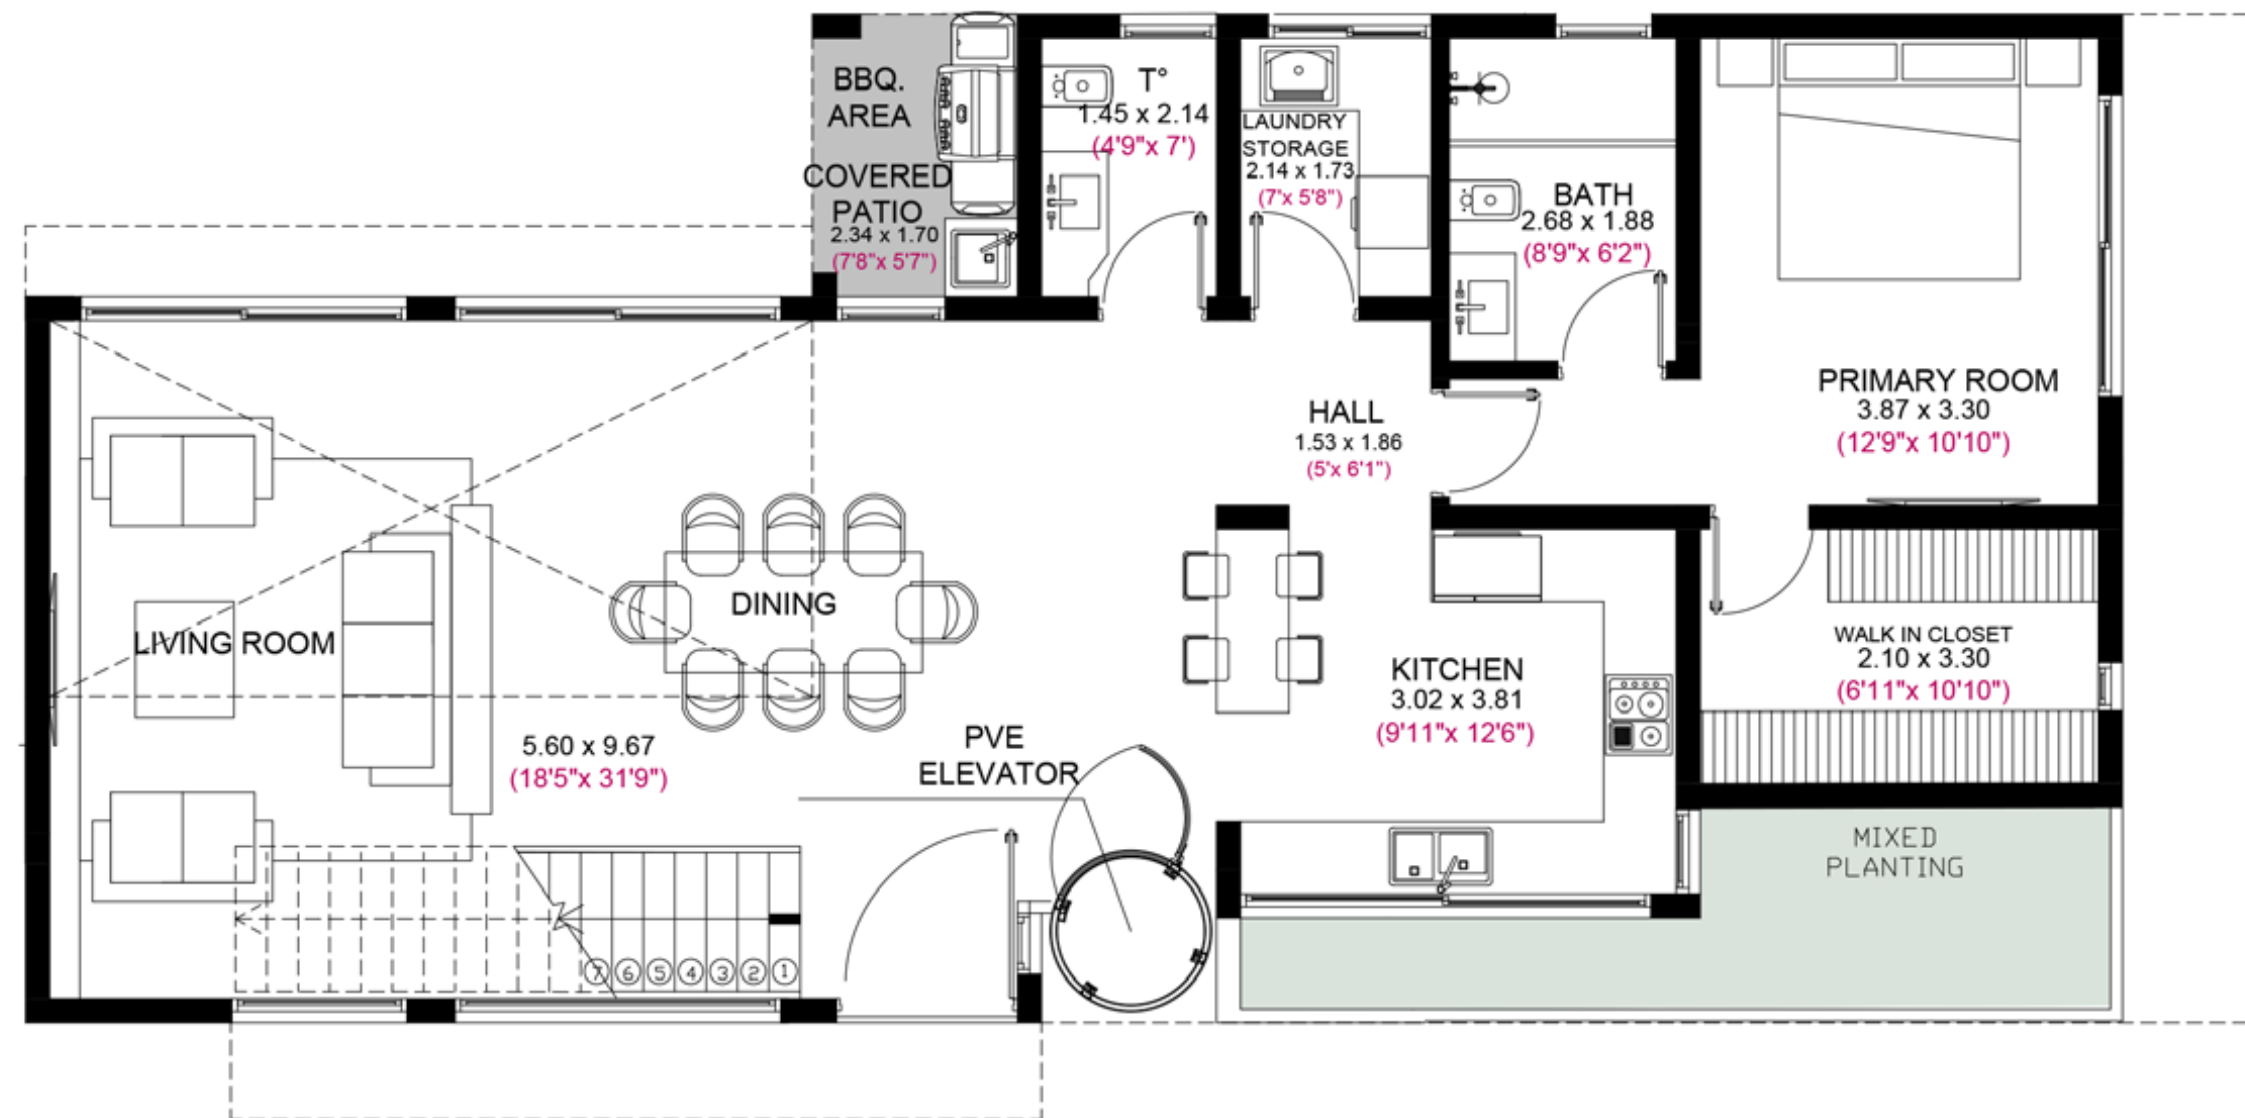 BBQ.
AREA
COVERED
PATIO
2.34 x 1.70
(7'8"x 5'7")
T°
1.45 x 2.14
(4'9"x 7')
LAUNDRY
STORAGE
2.14 x 1.73
(7'x 5'8")
BATH
2.68 x 1.88
(8'9"x 6'2")
PRIMARY ROOM
3.87 x 3.30
(12'9"x 10'10")
HALL
1.53 x 1.86
(5'x 6'1")
DINING
LIVING ROOM
5.60 x 9.67
(18'5"x 31'9")
PVE
ELEVATOR
KITCHEN
3.02 x 3.81
(9'11"x 12'6")
WALK IN CLOSET
2.10 x 3.30
(6'11"x 10'10")
MIXED
PLANTING
7 6 5 4 3 2 1